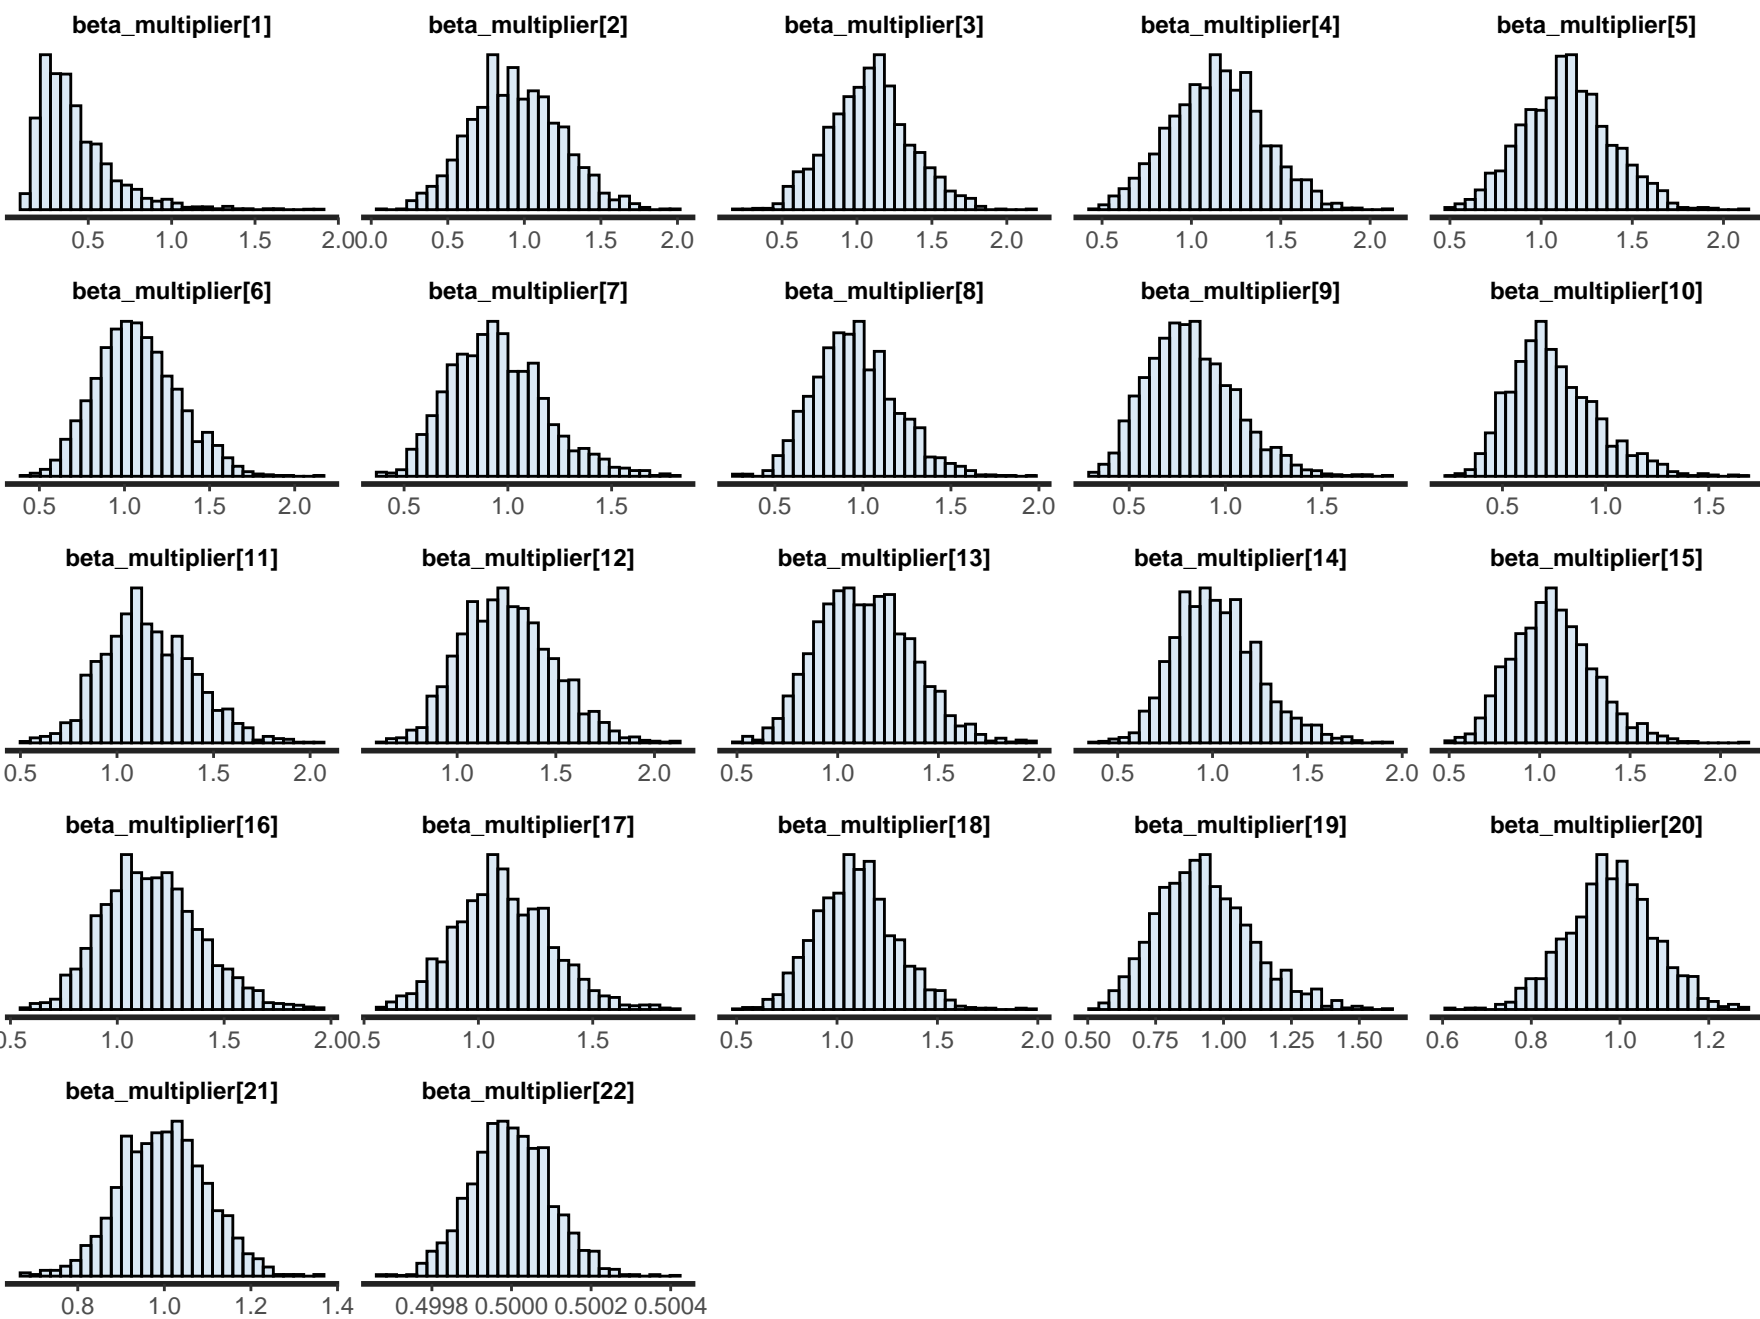 beta_multiplier[1] beta_multiplier[2] beta_multiplier[3] beta_multiplier[4] beta_multiplier[5]
0.5 1.0 1.5 2.0 0.0 0.5 1.0 1.5 2.0 0.5 1.0 1.5 2.0 0.5 1.0 1.5 2.0 0.5 1.0 1.5 2.0
beta_multiplier[6] beta_multiplier[7] beta_multiplier[8] beta_multiplier[9] beta_multiplier[10]
0.5 1.0 1.5 2.0 0.5 1.0 1.5 0.5 1.0 1.5 2.0 0.5 1.0 1.5 0.5 1.0 1.5
beta_multiplier[11] beta_multiplier[12] beta_multiplier[13] beta_multiplier[14] beta_multiplier[15]
0.5 1.0 1.5 2.0 1.0 1.5 2.0 0.5 1.0 1.5 2.0 0.5 1.0 1.5 2.0 0.5 1.0 1.5 2.0
beta_multiplier[16] beta_multiplier[17] beta_multiplier[18] beta_multiplier[19] beta_multiplier[20]
0.5 1.0 1.5 2.0 0.5 1.0 1.5 0.5 1.0 1.5 2.0 0.50 0.75 1.00 1.25 1.50 0.6 0.8 1.0 1.2
beta_multiplier[21] beta_multiplier[22]
0.8 1.0 1.2 1.4 0.4998 0.5000 0.5002 0.5004